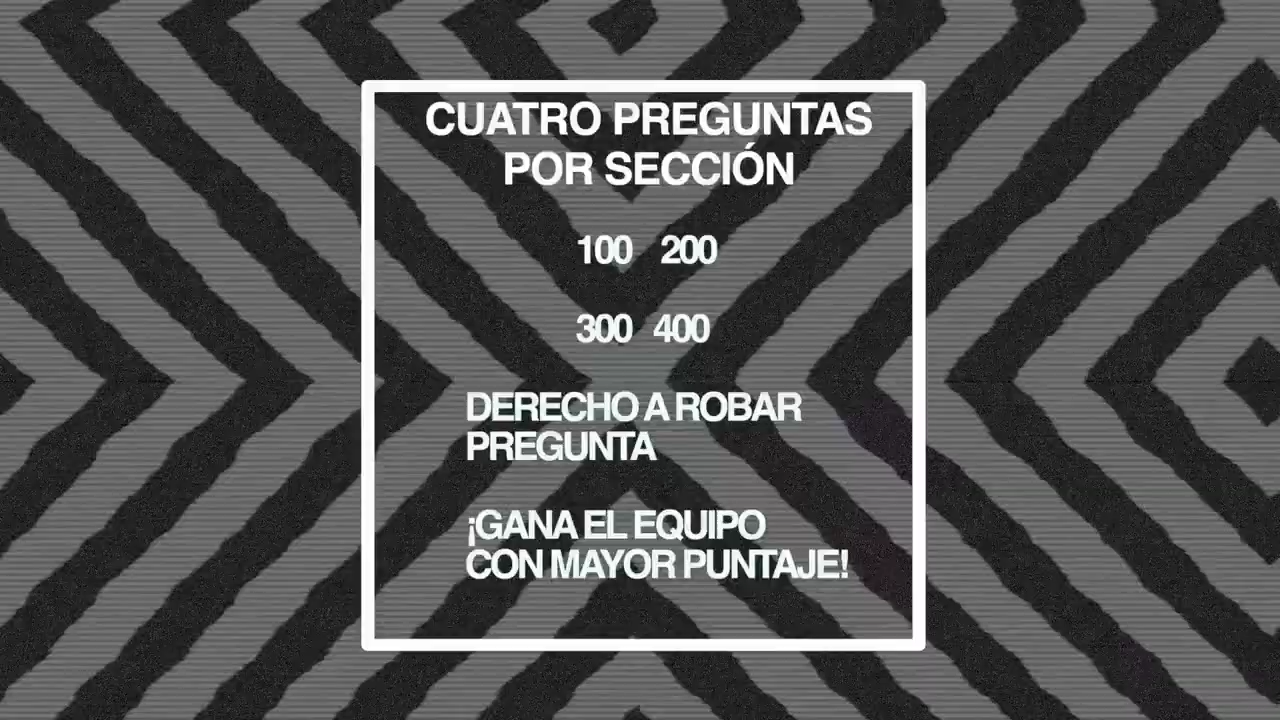 CUATRO PREGUNTAS
POR SECCIÓN
100 200
300 400
DERECHO A ROBAR
PREGUNTA
¡GANA EL EQUIPO
CON MAYOR PUNTAJE!